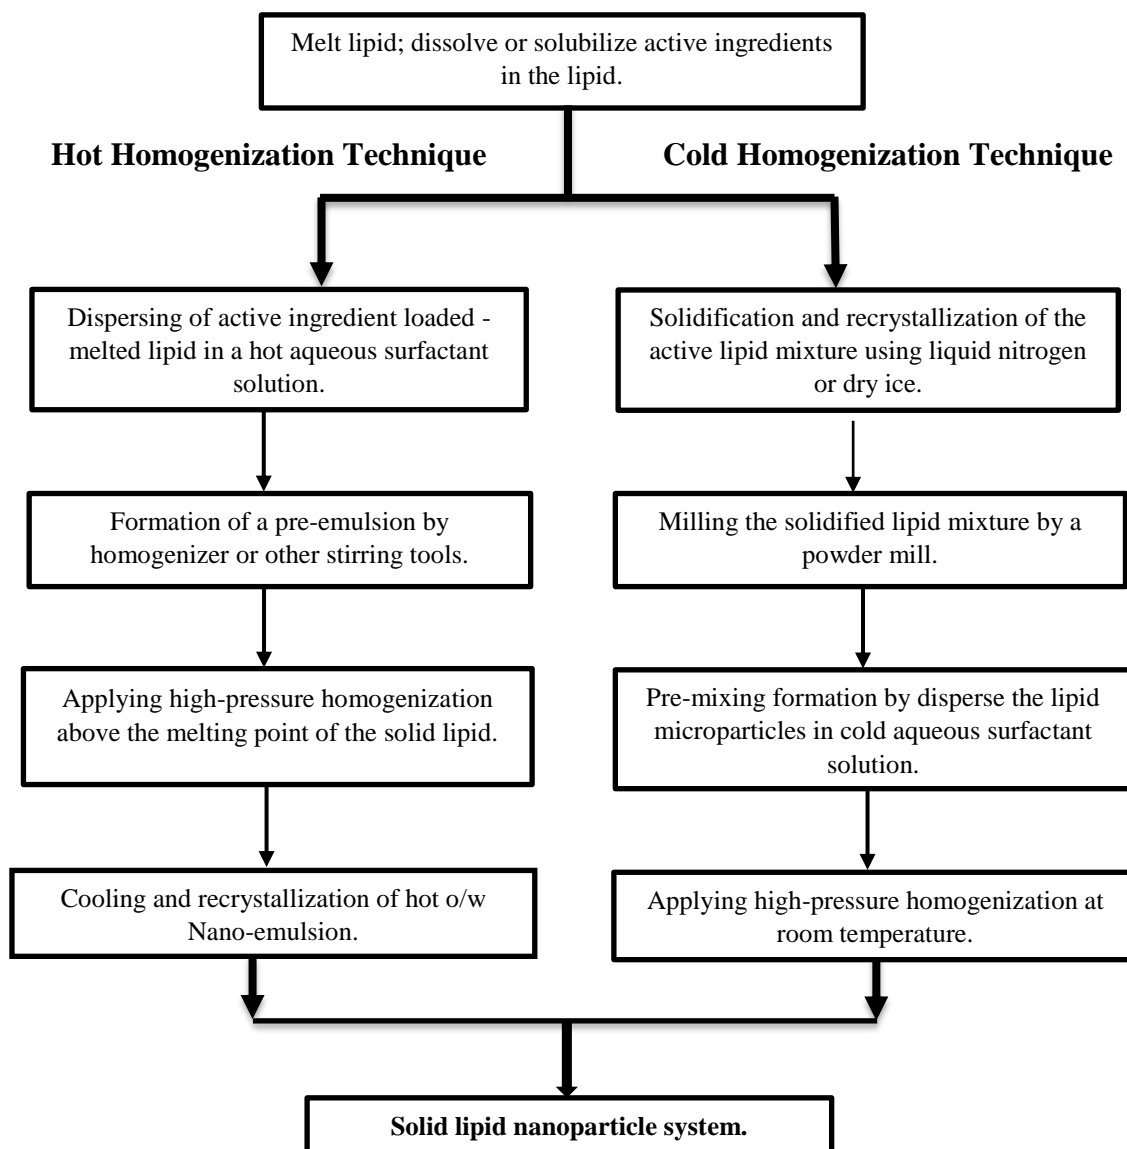 Melt lipid; dissolve or solubilize active ingredients
in the lipid.
Hot Homogenization Technique
Cold Homogenization Technique
Dispersing of active ingredient loaded -
melted lipid in a hot aqueous surfactant
solution.
Formation of a pre-emulsion by
homogenizer or other stirring tools.
Applying high-pressure homogenization
above the melting point of the solid lipid.
Cooling and recrystallization of hot o/w
Nano-emulsion.
Solidification and recrystallization of the
active lipid mixture using liquid nitrogen
or dry ice.
Milling the solidified lipid mixture by a
powder mill.
Pre-mixing formation by disperse the lipid
microparticles in cold aqueous surfactant
solution.
Applying high-pressure homogenization at
room temperature.
Solid lipid nanoparticle system.